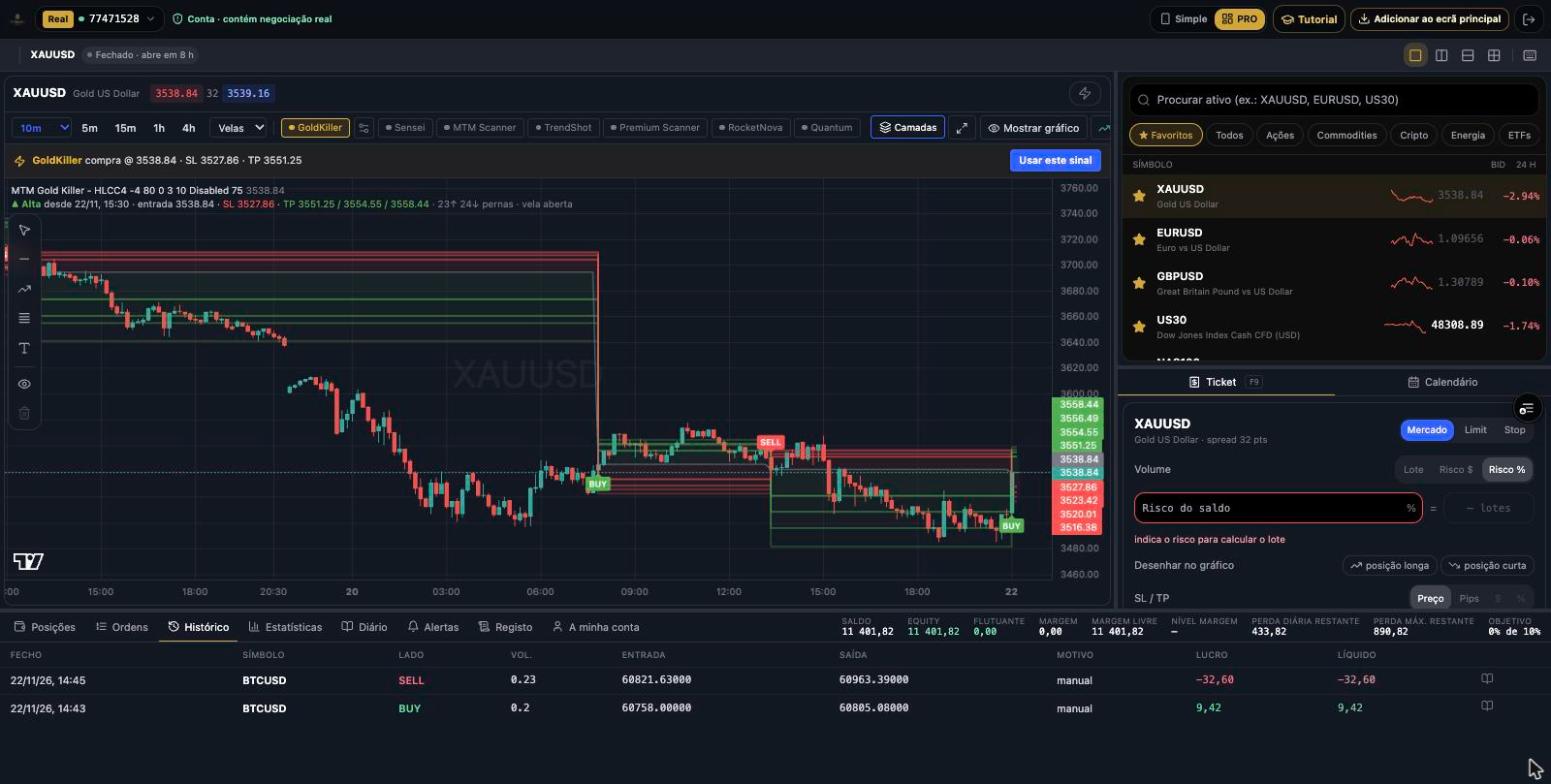 Real 77471528 Conta · contém negociação real Simple PRO Tutorial Adicionar ao ecrã principal
XAUUSD Fechado · abre em 8 h
XAUUSD Gold US Dollar 3538.84 32 3539.16
10m 5m 15m 1h 4h Velas GoldKiller Sensei MTM Scanner TrendShot Premium Scanner RocketNova Quantum Camadas Mostrar gráfico
GoldKiller compra @ 3538.84 · SL 3527.86 · TP 3551.25 Usar este sinal
MTM Gold Killer - HLCC4 -4 80 0 3 10 Disabled 75 3538.84
▲ Alta desde 22/11, 15:30 · entrada 3538.84 · SL 3527.86 · TP 3551.25 / 3554.55 / 3558.44 · 23↑ 24↓ pernas · vela aberta
XAUUSD
SELL
BUY
BUY
3760.00
3740.00
3720.00
3700.00
3680.00
3660.00
3640.00
3620.00
3600.00
3558.44
3556.49
3554.55
3551.25
3538.84
3538.84
3527.86
3523.42
3520.01
3516.38
3480.00
3460.00
:00 15:00 18:00 20:30 20 03:00 06:00 09:00 12:00 15:00 18:00 22
Procurar ativo (ex.: XAUUSD, EURUSD, US30)
Favoritos Todos Ações Commodities Cripto Energia ETFs
SÍMBOLO BID 24 H
XAUUSD 3538.84 -2.94%
Gold US Dollar
EURUSD 1.09656 -0.06%
Euro vs US Dollar
GBPUSD 1.30789 -0.10%
Great Britain Pound vs US Dollar
US30 48308.89 -1.74%
Dow Jones Index Cash CFD (USD)
Ticket F9 Calendário
XAUUSD
Gold US Dollar · spread 32 pts
Mercado Limit Stop
Volume Lote Risco $ Risco %
Risco do saldo % = — lotes
indica o risco para calcular o lote
Desenhar no gráfico posição longa posição curta
SL / TP Preço Pips $ %
Posições Ordens Histórico Estatísticas Diário Alertas Registo A minha conta
SALDO EQUITY FLUTUANTE MARGEM MARGEM LIVRE NÍVEL MARGEM PERDA DIÁRIA RESTANTE PERDA MÁX. RESTANTE OBJETIVO
11 401,82 11 401,82 0,00 0,00 11 401,82 — 433,82 890,82 0% de 10%
FECHO SÍMBOLO LADO VOL. ENTRADA SAÍDA MOTIVO LUCRO LÍQUIDO
22/11/26, 14:45 BTCUSD SELL 0.23 60821.63000 60963.39000 manual -32,60 -32,60
22/11/26, 14:43 BTCUSD BUY 0.2 60758.00000 60805.08000 manual 9,42 9,42